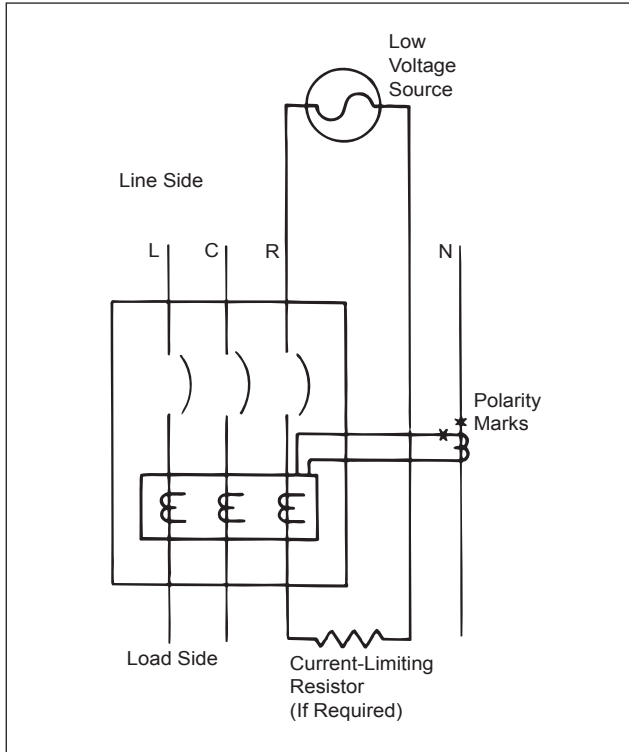 Low
Voltage
Source
Line Side
L C R N
Polarity
Marks
Load Side
Current-Limiting
Resistor
(If Required)